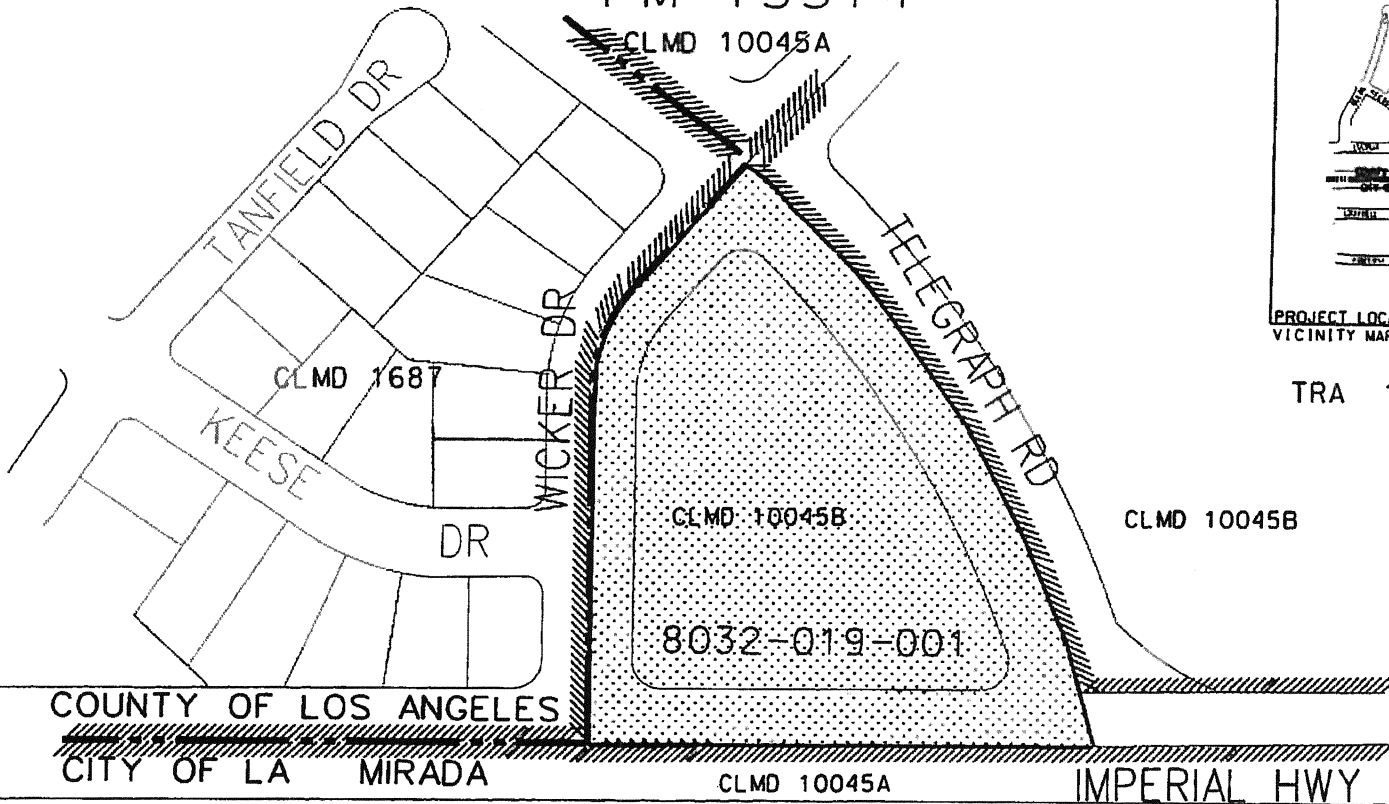 CLMD 10045A
TANFIELD DR
TELEGRAPH RD
WICKER DR
PROJECT LOC
VICINITY MAP
TRA
CLMD 1687
KEESE
DR
CLMD 10045B
CLMD 10045B
8032-019-001
COUNTY OF LOS ANGELES
CITY OF LA MIRADA
CLMD 10045A
IMPERIAL HWY